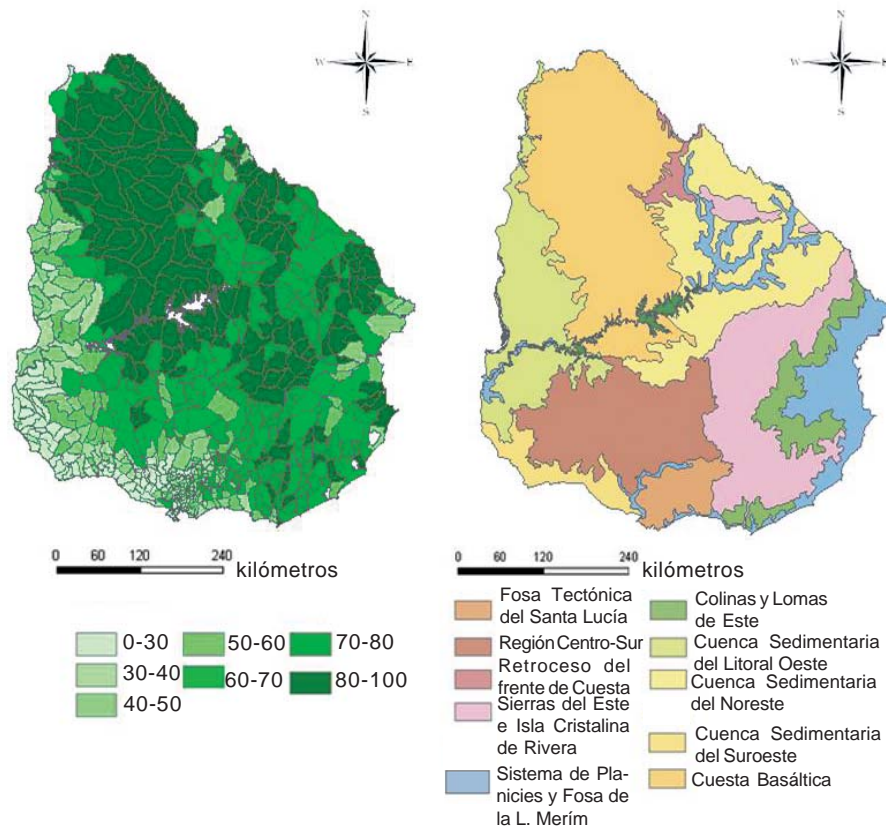 N
W
S
N
W
E
S
0 60 120 240
kilómetros
0 60 120 240
kilómetros
0-30
30-40
40-50
50-60
60-70
70-80
80-100
Fosa Tectónica
del Santa Lucía
Región Centro-Sur
Retroceso del
frente de Cuesta
Sierras del Este
e Isla Cristalina
de Rivera
Sistema de Pla-
nicies y Fosa de
la L. Merím
Colinas y Lomas
de Este
Cuenca Sedimentaria
del Litoral Oeste
Cuenca Sedimentaria
del Noreste
Cuenca Sedimentaria
del Suroeste
Cuesta Basáltica